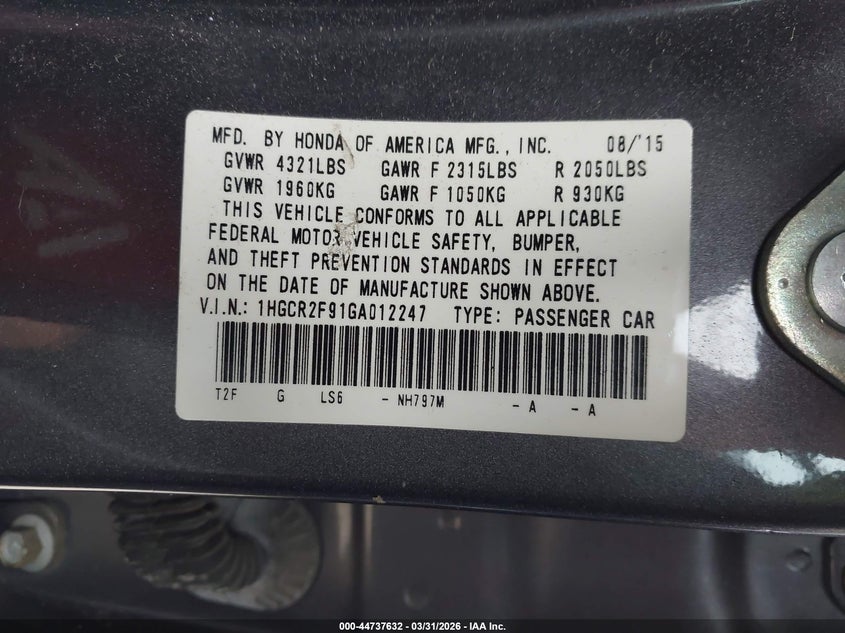 MFD. BY HONDA OF AMERICA MFG., INC. 08/'15
GVWR 4321LBS GAWR F 2315LBS R 2050LBS
GVWR 1960KG GAWR F 1050KG R 930KG
THIS VEHICLE CONFORMS TO ALL APPLICABLE
FEDERAL MOTOR VEHICLE SAFETY, BUMPER,
AND THEFT PREVENTION STANDARDS IN EFFECT
ON THE DATE OF MANUFACTURE SHOWN ABOVE.
V.I.N.: 1HGCR2F91GA012247 TYPE: PASSENGER CAR
T2F G LS6 - NH797M - A - A
000-44737632 - 03/31/2026 - IAA Inc.